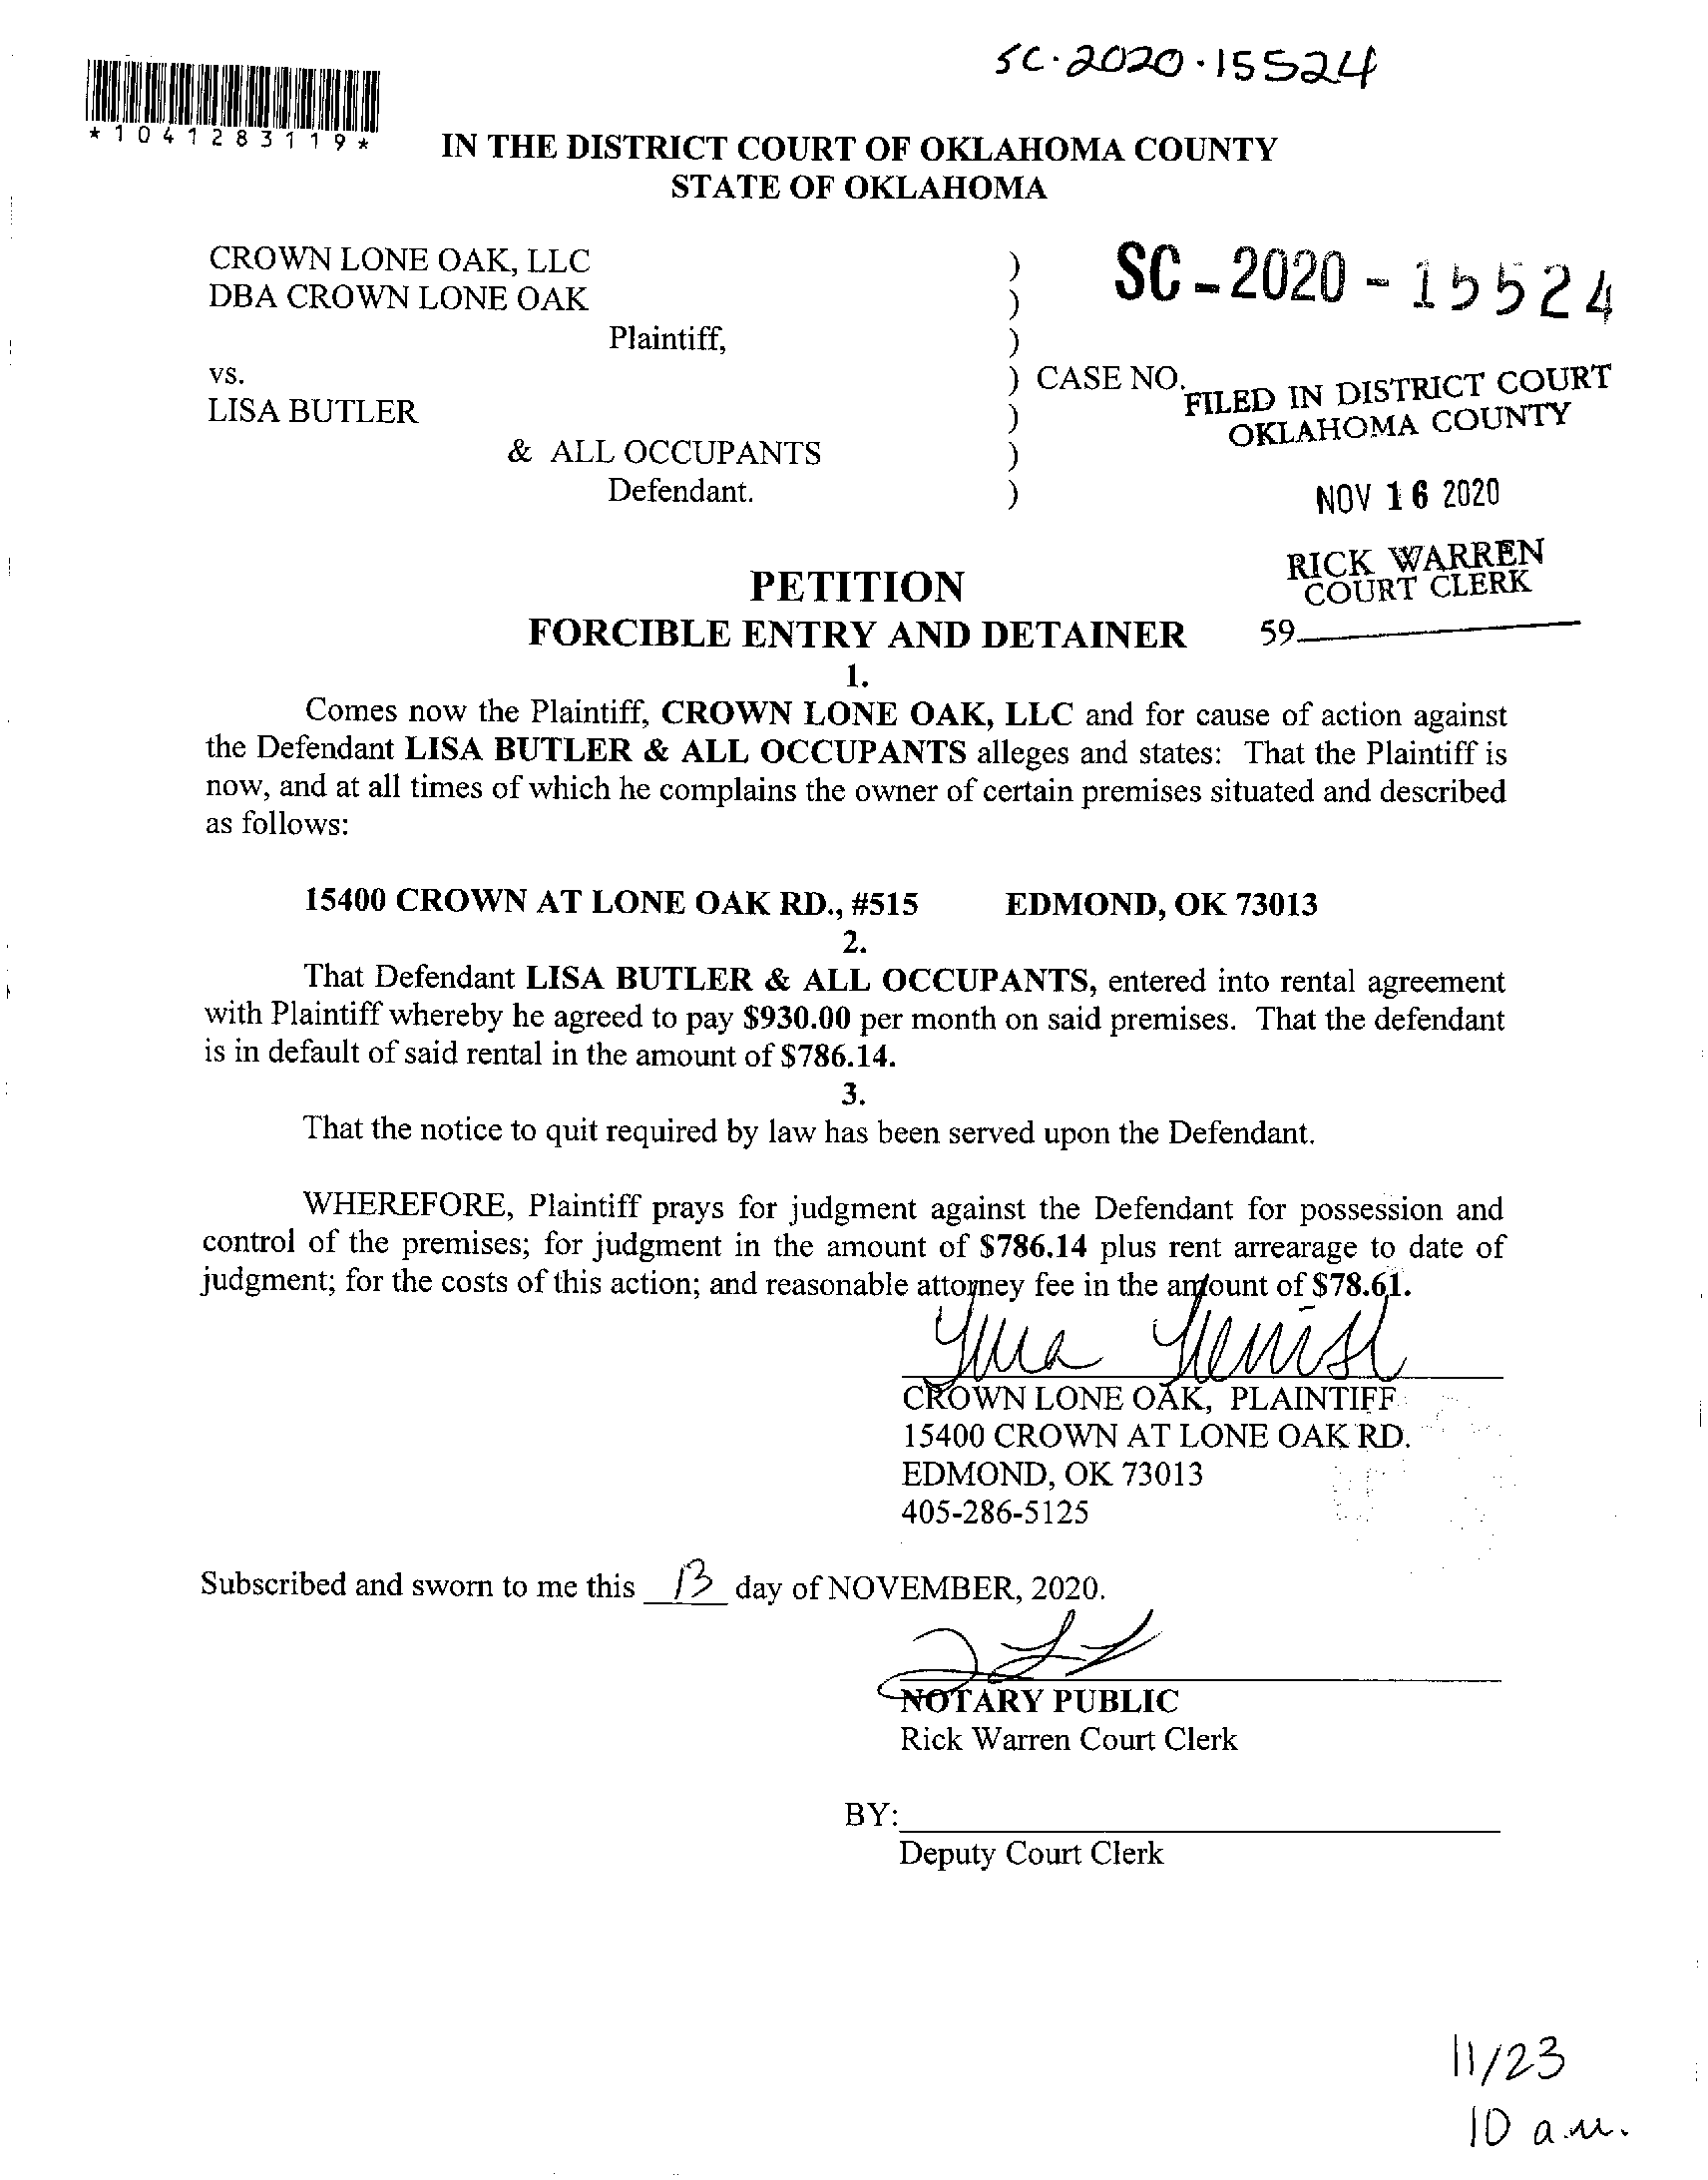 SC-2020-15524
*1041283119*
IN THE DISTRICT COURT OF OKLAHOMA COUNTY
STATE OF OKLAHOMA
CROWN LONE OAK, LLC )
DBA CROWN LONE OAK )
Plaintiff, )
SC-2020-15524
vs. ) CASE NO.
LISA BUTLER )
& ALL OCCUPANTS )
Defendant. )
FILED IN DISTRICT COURT
OKLAHOMA COUNTY
NOV 16 2020
RICK WARREN
COURT CLERK
59
PETITION
FORCIBLE ENTRY AND DETAINER
1.
Comes now the Plaintiff, CROWN LONE OAK, LLC and for cause of action against
the Defendant LISA BUTLER & ALL OCCUPANTS alleges and states: That the Plaintiff is
now, and at all times of which he complains the owner of certain premises situated and described
as follows:
15400 CROWN AT LONE OAK RD., #515 EDMOND, OK 73013
2.
That Defendant LISA BUTLER & ALL OCCUPANTS, entered into rental agreement
with Plaintiff whereby he agreed to pay $930.00 per month on said premises. That the defendant
is in default of said rental in the amount of $786.14.
3.
That the notice to quit required by law has been served upon the Defendant.
WHEREFORE, Plaintiff prays for judgment against the Defendant for possession and
control of the premises; for judgment in the amount of $786.14 plus rent arrearage to date of
judgment; for the costs of this action; and reasonable attorney fee in the amount of $78.61.
CROWN LONE OAK, PLAINTIFF
15400 CROWN AT LONE OAK RD.
EDMOND, OK 73013
405-286-5125
Subscribed and sworn to me this 13 day of NOVEMBER, 2020.
NOTARY PUBLIC
Rick Warren Court Clerk
BY:
Deputy Court Clerk
11/23
10 a.m.